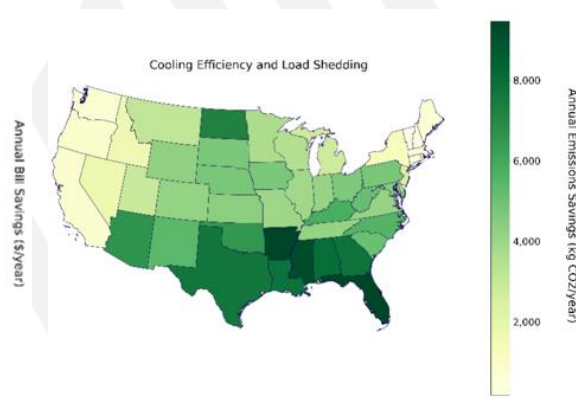 Cooling Efficiency and Load Shedding
Annual Bill Savings ($/year)
8,000
6,000
4,000
2,000
Annual Emissions Savings (kg CO2/year)